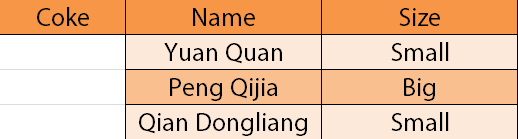 Coke Name Size
Yuan Quan Small
Peng Qijia Big
Qian Dongliang Small